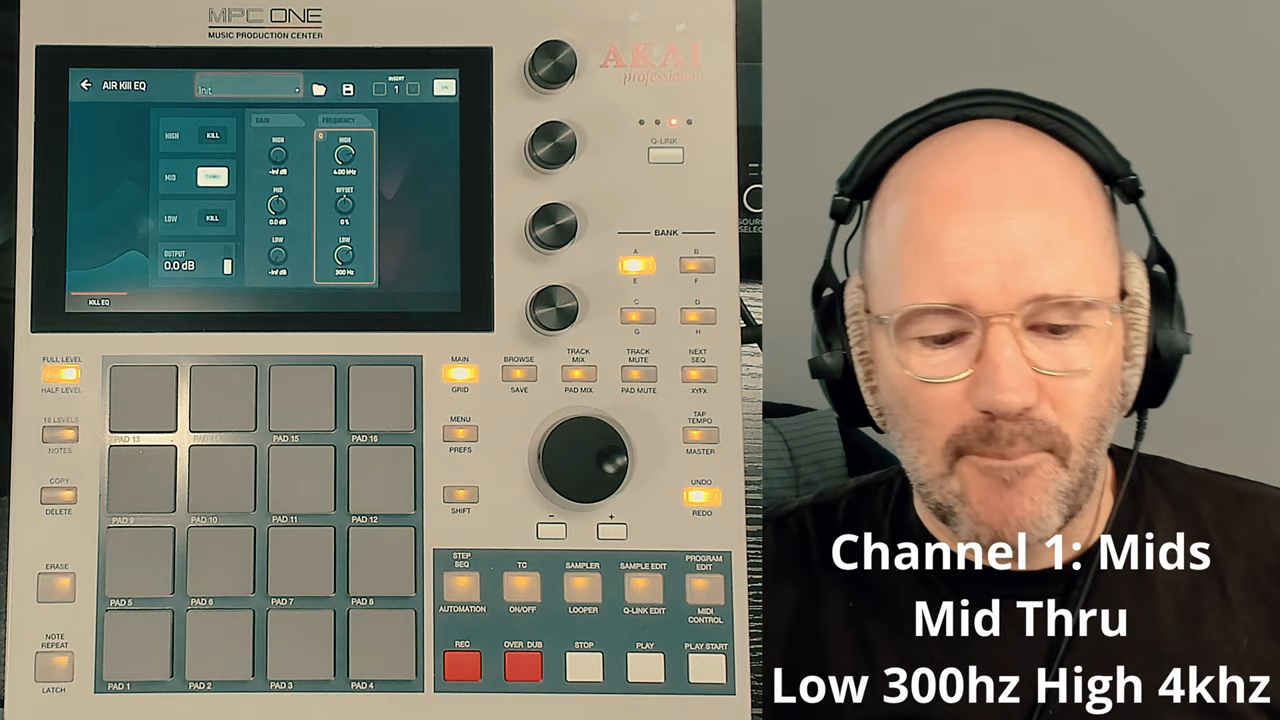 MPC ONE
MUSIC PRODUCTION CENTER
AKAI
professional
AIR Kill EQ
Init
INSERT
1
ON
HIGH KILL
MID THRU
LOW KILL
OUTPUT
0.0 dB
GAIN
HIGH
-Inf dB
MID
0.0 dB
LOW
-Inf dB
FREQUENCY
Q
HIGH
4.00 kHz
OFFSET
0 %
LOW
300 Hz
KILL EQ
Q-LINK
BANK
A B
E F
C D
G H
FULL LEVEL
HALF LEVEL
16 LEVELS
NOTES
COPY
DELETE
ERASE
NOTE
REPEAT
LATCH
PAD 13 PAD 14 PAD 15 PAD 16
PAD 9 PAD 10 PAD 11 PAD 12
PAD 5 PAD 6 PAD 7 PAD 8
PAD 1 PAD 2 PAD 3 PAD 4
MAIN
GRID
BROWSE
SAVE
TRACK
MIX
PAD MIX
TRACK
MUTE
PAD MUTE
NEXT
SEQ
XYFX
MENU
PREFS
SHIFT
TAP
TEMPO
MASTER
UNDO
REDO
- +
STEP
SEQ
AUTOMATION
TC
ON/OFF
SAMPLER
LOOPER
SAMPLE EDIT
Q-LINK EDIT
PROGRAM
EDIT
MIDI
CONTROL
REC
OVER DUB
STOP
PLAY
PLAY START
Channel 1: Mids
Mid Thru
Low 300hz High 4khz